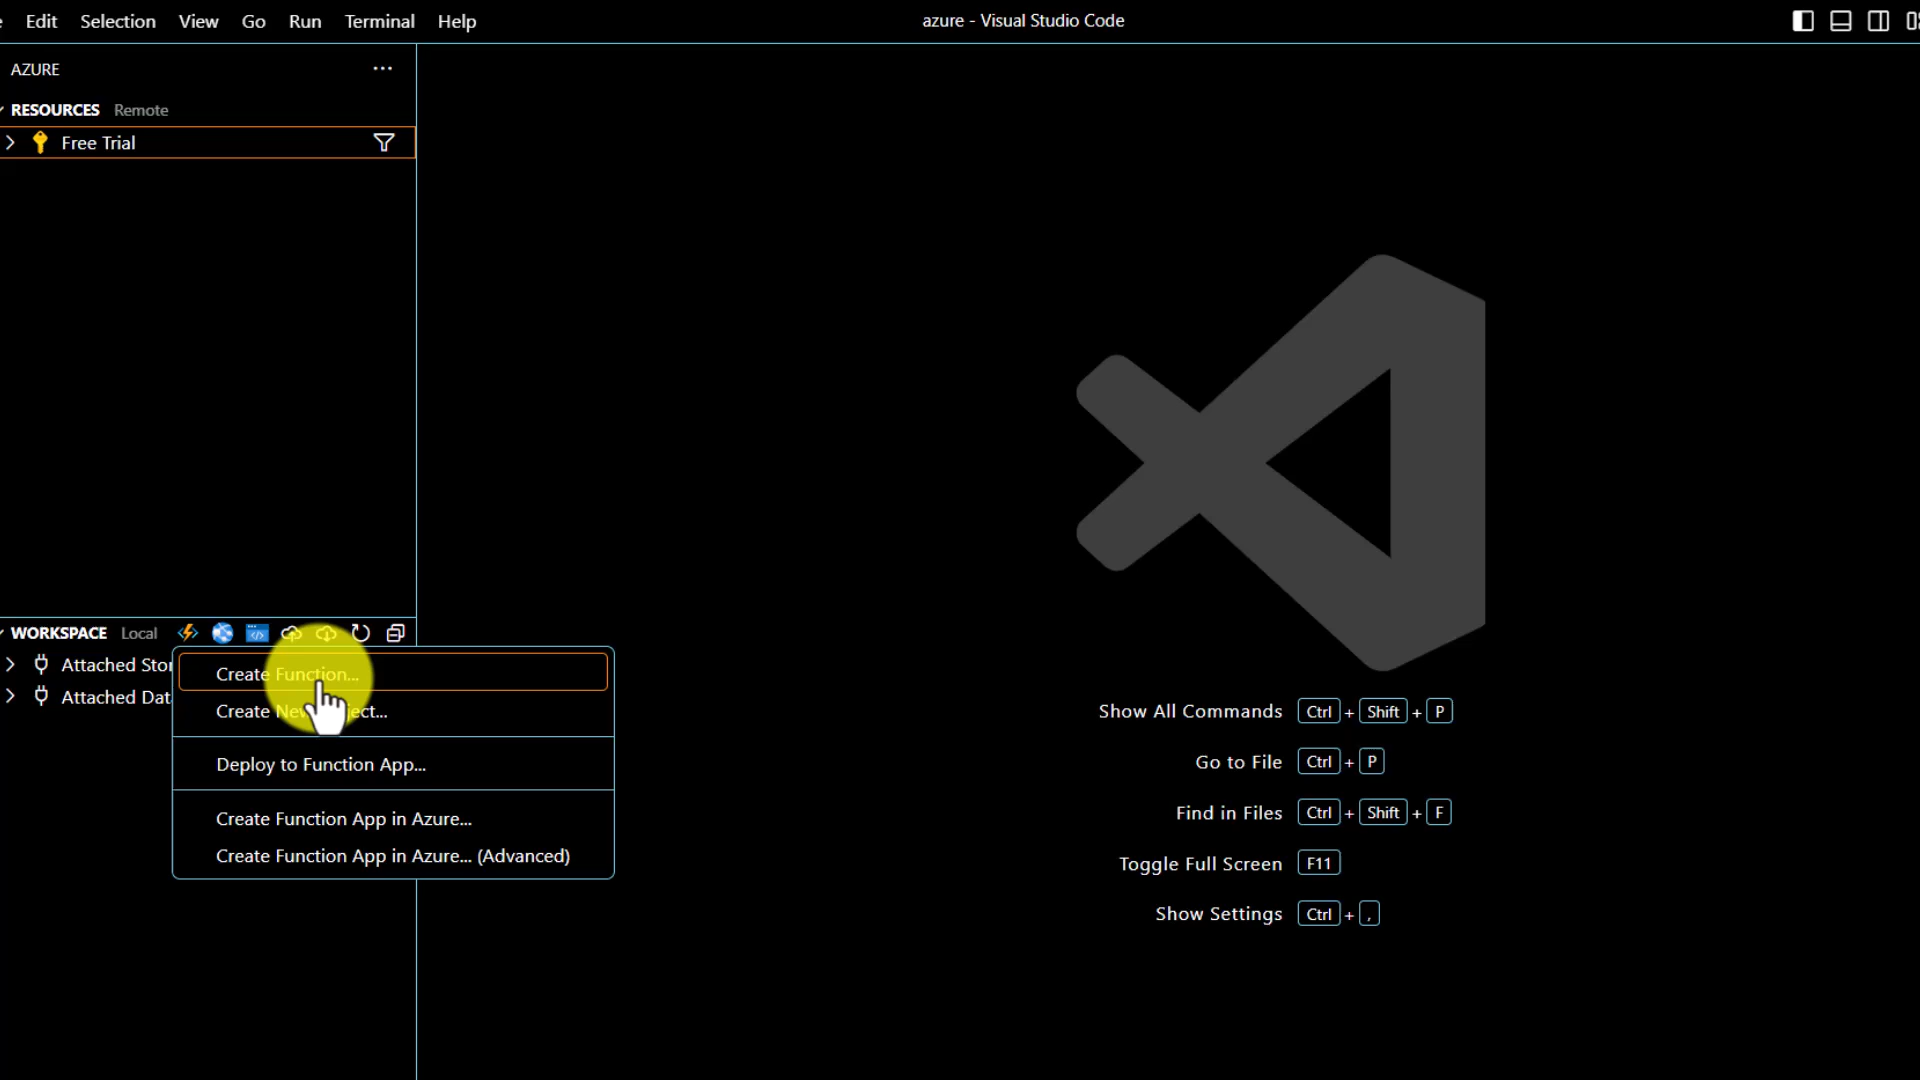 Edit Selection View Go Run Terminal Help
azure - Visual Studio Code
AZURE
RESOURCES Remote
Free Trial
WORKSPACE Local
Attached Stor
Attached Dat
Create Function...
Create New ject...
Deploy to Function App...
Create Function App in Azure...
Create Function App in Azure... (Advanced)
Show All Commands Ctrl + Shift + P
Go to File Ctrl + P
Find in Files Ctrl + Shift + F
Toggle Full Screen F11
Show Settings Ctrl + ,